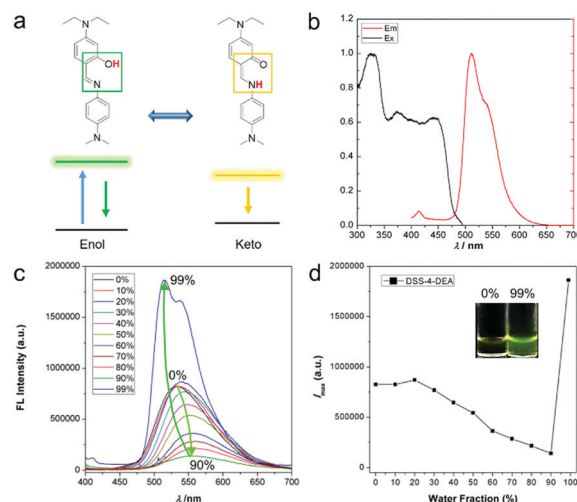 a
N
OH
N
N
O
NH
N
Enol
Keto
b
Em
Ex
1.2
1.0
0.8
0.6
0.4
0.2
0.0
300 350 400 450 500 550 600 650 700
λ / nm
c
FL Intensity (a.u.)
2000000
1500000
1000000
500000
0
0%
10%
20%
30%
40%
50%
60%
70%
80%
90%
99%
99%
0%
90%
400 450 500 550 600 650 700
λ /nm
d
DSS-4-DEA
0% 99%
I max (a.u.)
2000000
1500000
1000000
500000
0
0 10 20 30 40 50 60 70 80 90 100
Water Fraction (%)